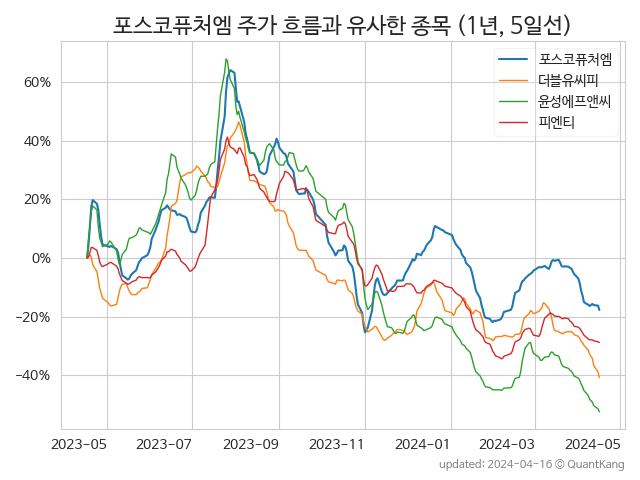 포스코퓨처엠 주가 흐름과 유사한 종목 (1년, 5일선)
포스코퓨처엠
더블유씨피
윤성에프앤씨
피엔티
60%
40%
20%
0%
−20%
−40%
2023-05 2023-07 2023-09 2023-11 2024-01 2024-03 2024-05
updated: 2024-04-16 © QuantKang